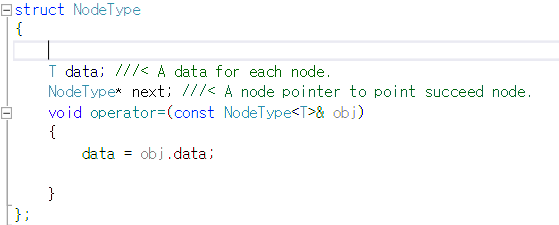 struct NodeType
{
T data; ///< A data for each node.
NodeType* next; ///< A node pointer to point succeed node.
void operator=(const NodeType<T>& obj)
{
data = obj.data;
}
};